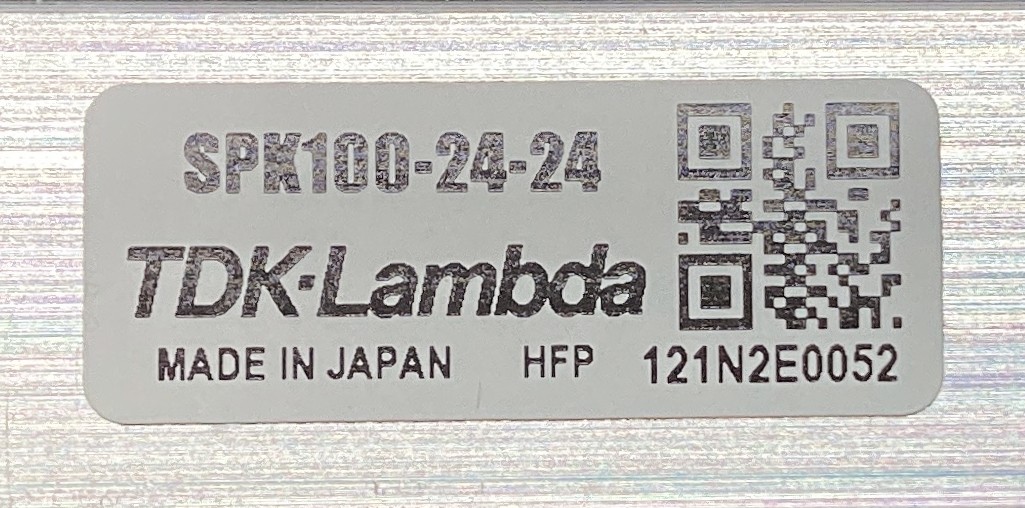 SPK100-24-24
TDK·Lambda
MADE IN JAPAN HFP 121N2E0052